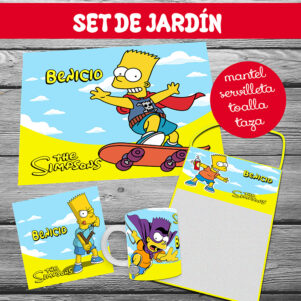 SET DE JARDÍN
BENICIO
THE
SIMPSONS
mantel
servilleta
toalla
taza
BENICIO
BENICIO
THE
SIMPSONS